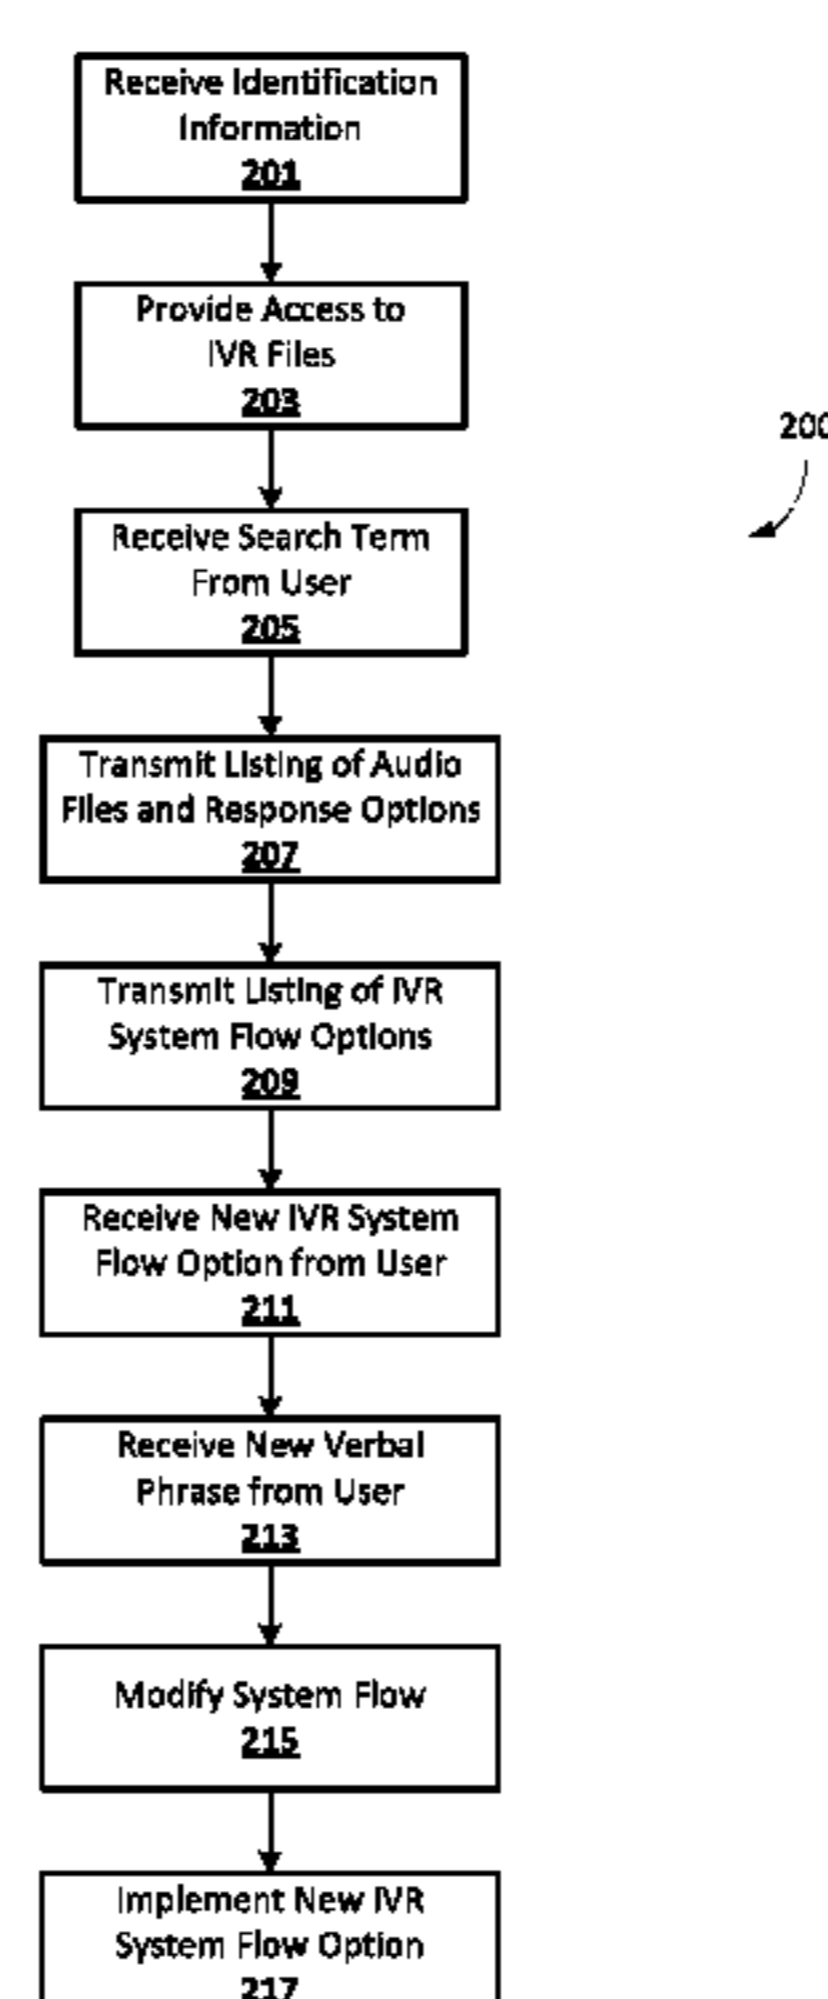 Receive Identification
Information
201
Provide Access to
IVR Files
203
200
Receive Search Term
From User
205
Transmit Listing of Audio
Files and Response Options
207
Transmit Listing of IVR
System Flow Options
209
Receive New IVR System
Flow Option from User
211
Receive New Verbal
Phrase from User
213
Modify System Flow
215
Implement New IVR
System Flow Option
217